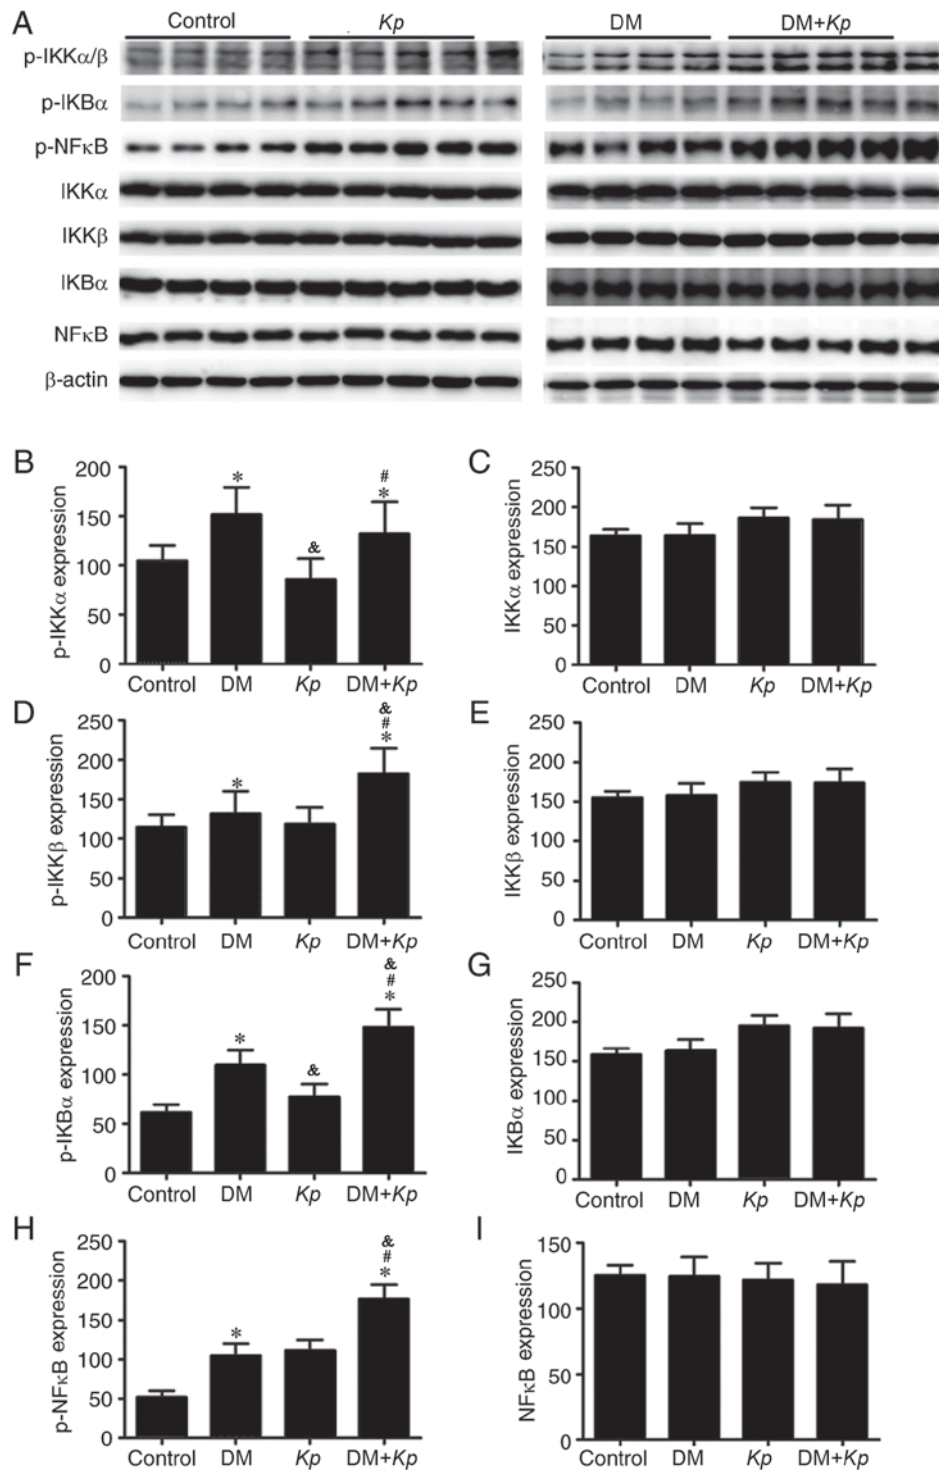 A
Control Kp DM DM+Kp
p-IKKα/β
p-IKBα
p-NFκB
IKKα
IKKβ
IKBα
NFκB
β-actin
B
p-IKKα expression
200
150
100
50
0
*
&
#
*
Control DM Kp DM+Kp
C
IKKα expression
250
200
150
100
50
0
Control DM Kp DM+Kp
D
p-IKKβ expression
250
200
150
100
50
0
*
&
#
*
Control DM Kp DM+Kp
E
IKKβ expression
250
200
150
100
50
0
Control DM Kp DM+Kp
F
p-IKBα expression
200
150
100
50
0
*
&
&
#
*
Control DM Kp DM+Kp
G
IKBα expression
250
200
150
100
50
0
Control DM Kp DM+Kp
H
p-NFκB expression
250
200
150
100
50
0
*
&
#
*
Control DM Kp DM+Kp
I
NFκB expression
150
100
50
0
Control DM Kp DM+Kp